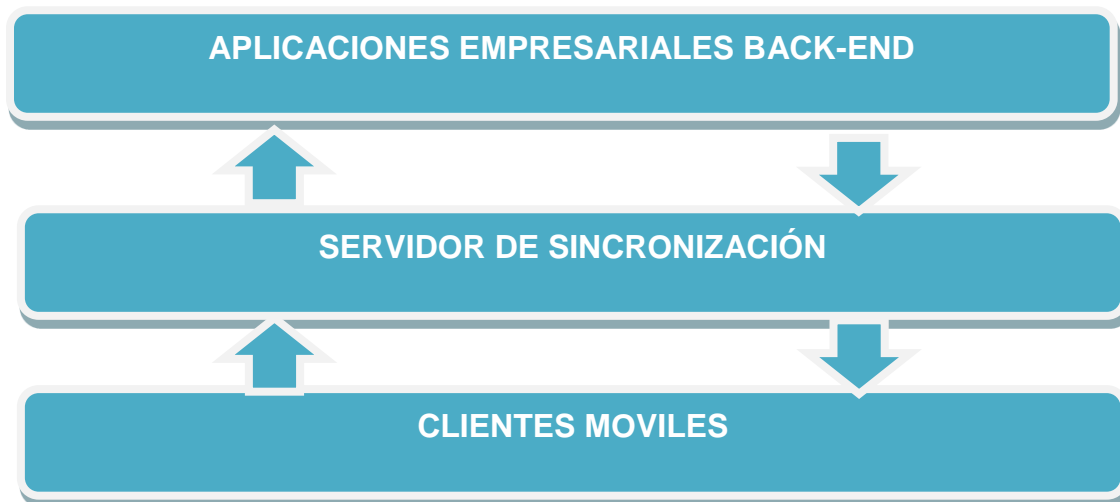 APLICACIONES EMPRESARIALES BACK-END
SERVIDOR DE SINCRONIZACIÓN
CLIENTES MOVILES